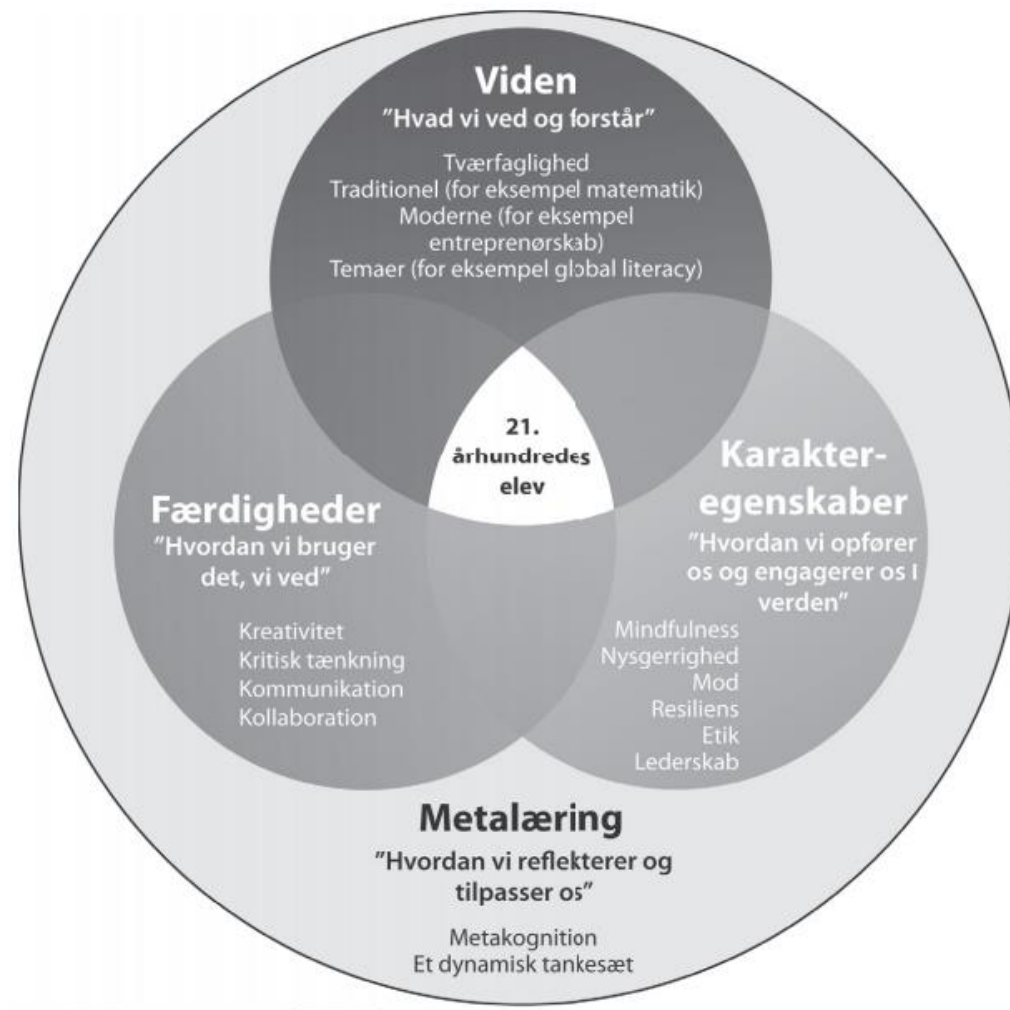 Viden
"Hvad vi ved og forstår"
Tværfaglighed
Traditionel (for eksempel matematik)
Moderne (for eksempel
entreprenørskab)
Temaer (for eksempel global literacy)
21.
århundredes
elev
Færdigheder
"Hvordan vi bruger
det, vi ved"
Kreativitet
Kritisk tænkning
Kommunikation
Kollaboration
Karakter-
egenskaber
"Hvordan vi opfører
os og engagerer os I
verden"
Mindfulness
Nysgerrighed
Mod
Resiliens
Etik
Lederskab
Metalæring
"Hvordan vi reflekterer og
tilpasser os"
Metakognition
Et dynamisk tankesæt